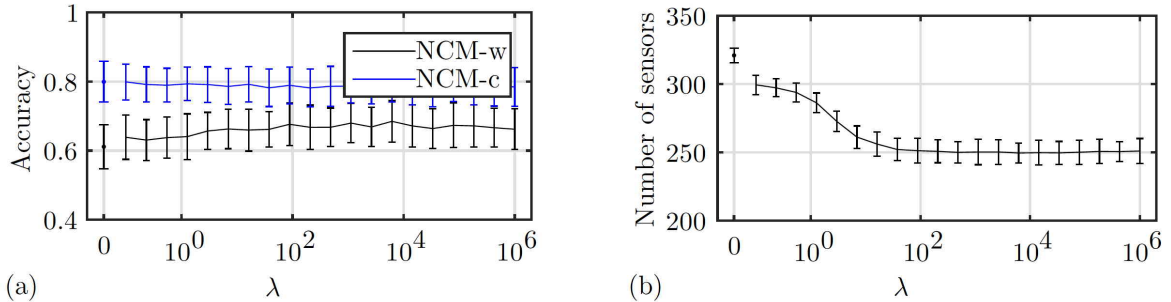 1
0.8
0.6
0.4
Accuracy
NCM-w
NCM-c
0 10^0 10^2 10^4 10^6
λ
(a)
350
300
250
200
Number of sensors
0 10^0 10^2 10^4 10^6
λ
(b)